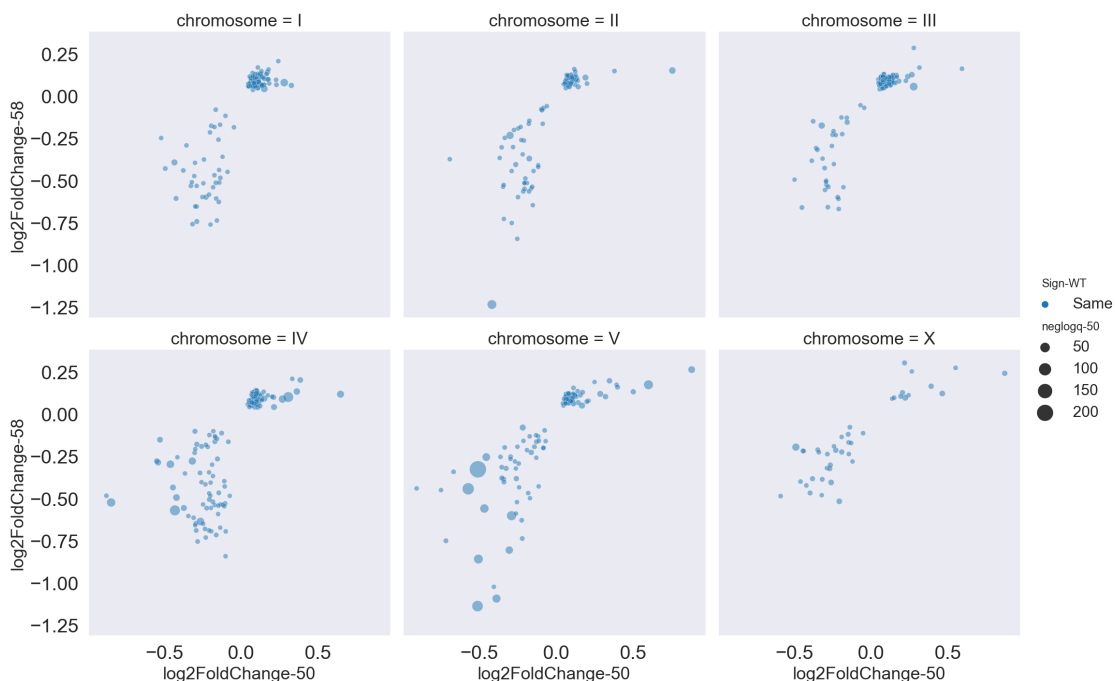 chromosome = I
chromosome = II
chromosome = III
log2FoldChange-58
0.25
0.00
−0.25
−0.50
−0.75
−1.00
−1.25
chromosome = IV
chromosome = V
chromosome = X
log2FoldChange-58
0.25
0.00
−0.25
−0.50
−0.75
−1.00
−1.25
−0.5 0.0 0.5
−0.5 0.0 0.5
−0.5 0.0 0.5
log2FoldChange-50
log2FoldChange-50
log2FoldChange-50
Sign-WT
Same
neglogq-50
50
100
150
200